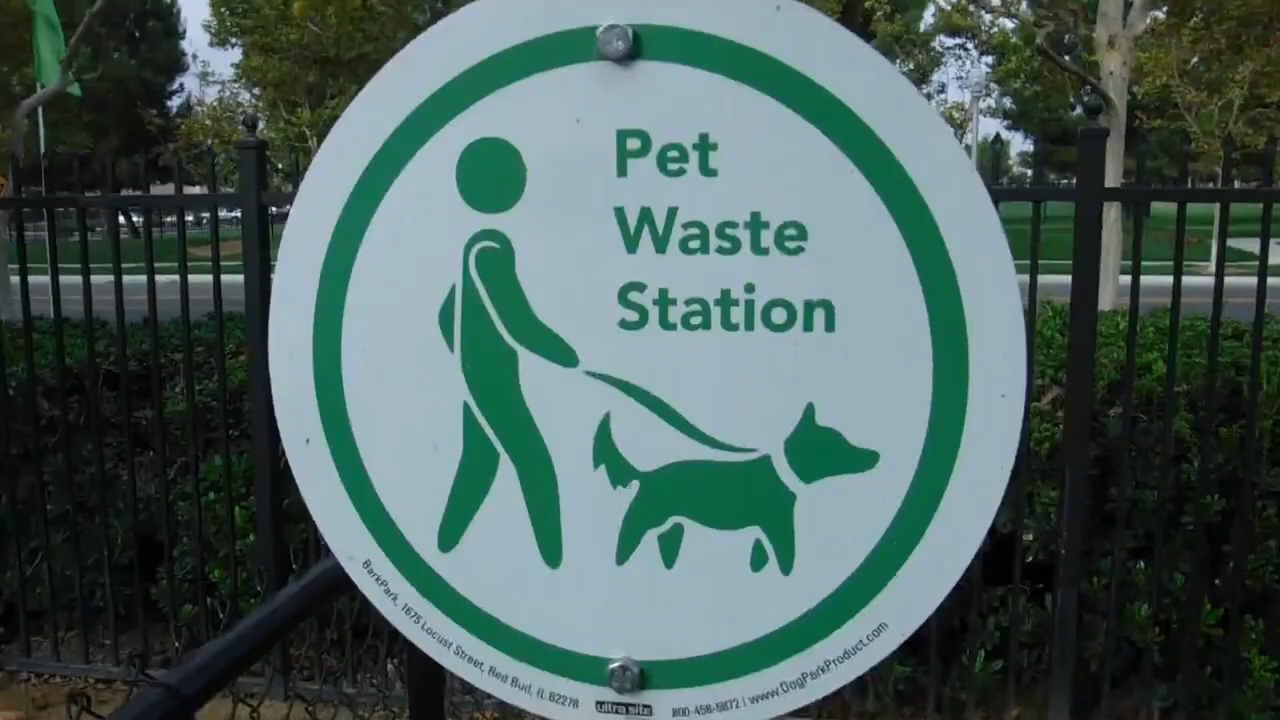 Pet
Waste
Station
BarkPark, 1675 Locust Street, Red Bud, IL 62278
ultra site
800-458-5872 | www.DogParkProduct.com